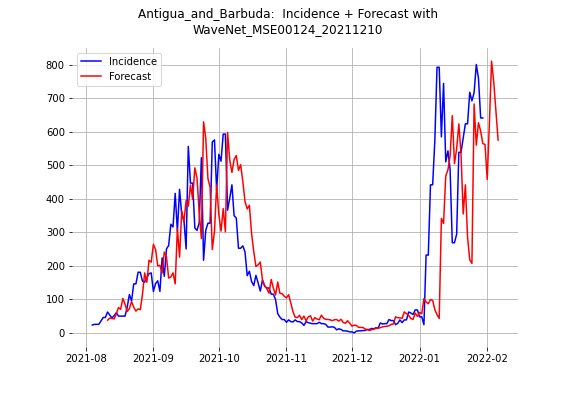 Antigua_and_Barbuda:  Incidence + Forecast with
WaveNet_MSE00124_20211210
Incidence
Forecast
800
700
600
500
400
300
200
100
0
2021-08 2021-09 2021-10 2021-11 2021-12 2022-01 2022-02